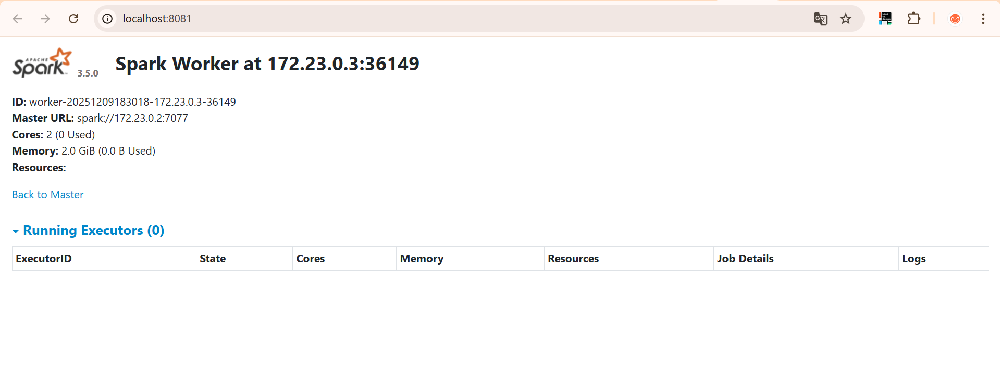 localhost:8081
APACHE
Spark™ 3.5.0 Spark Worker at 172.23.0.3:36149
ID: worker-20251209183018-172.23.0.3-36149
Master URL: spark://172.23.0.2:7077
Cores: 2 (0 Used)
Memory: 2.0 GiB (0.0 B Used)
Resources:
Back to Master
Running Executors (0)
ExecutorID State Cores Memory Resources Job Details Logs